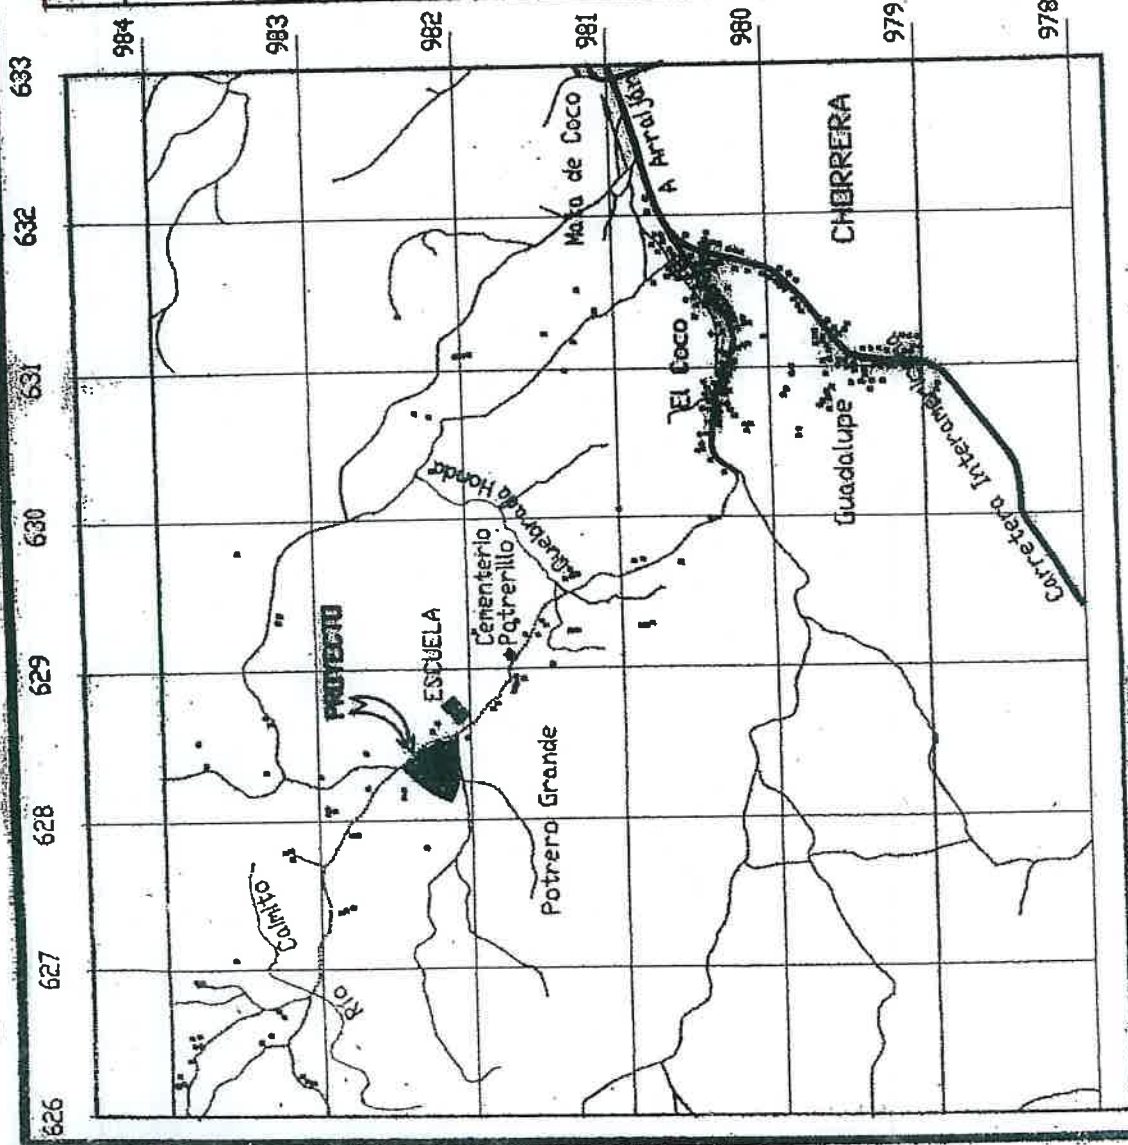 984
983
982
981
980
979
978
633
632
631
630
629
628
627
626
Mata de Coco
A Arraiján
CHORRERA
El Coco
Guadalupe
Carretera Interamericana
Quebrada Honda
Cementerio
Potrerillo
PROYECTO
ESCUELA
Potrero Grande
Río
Caimito